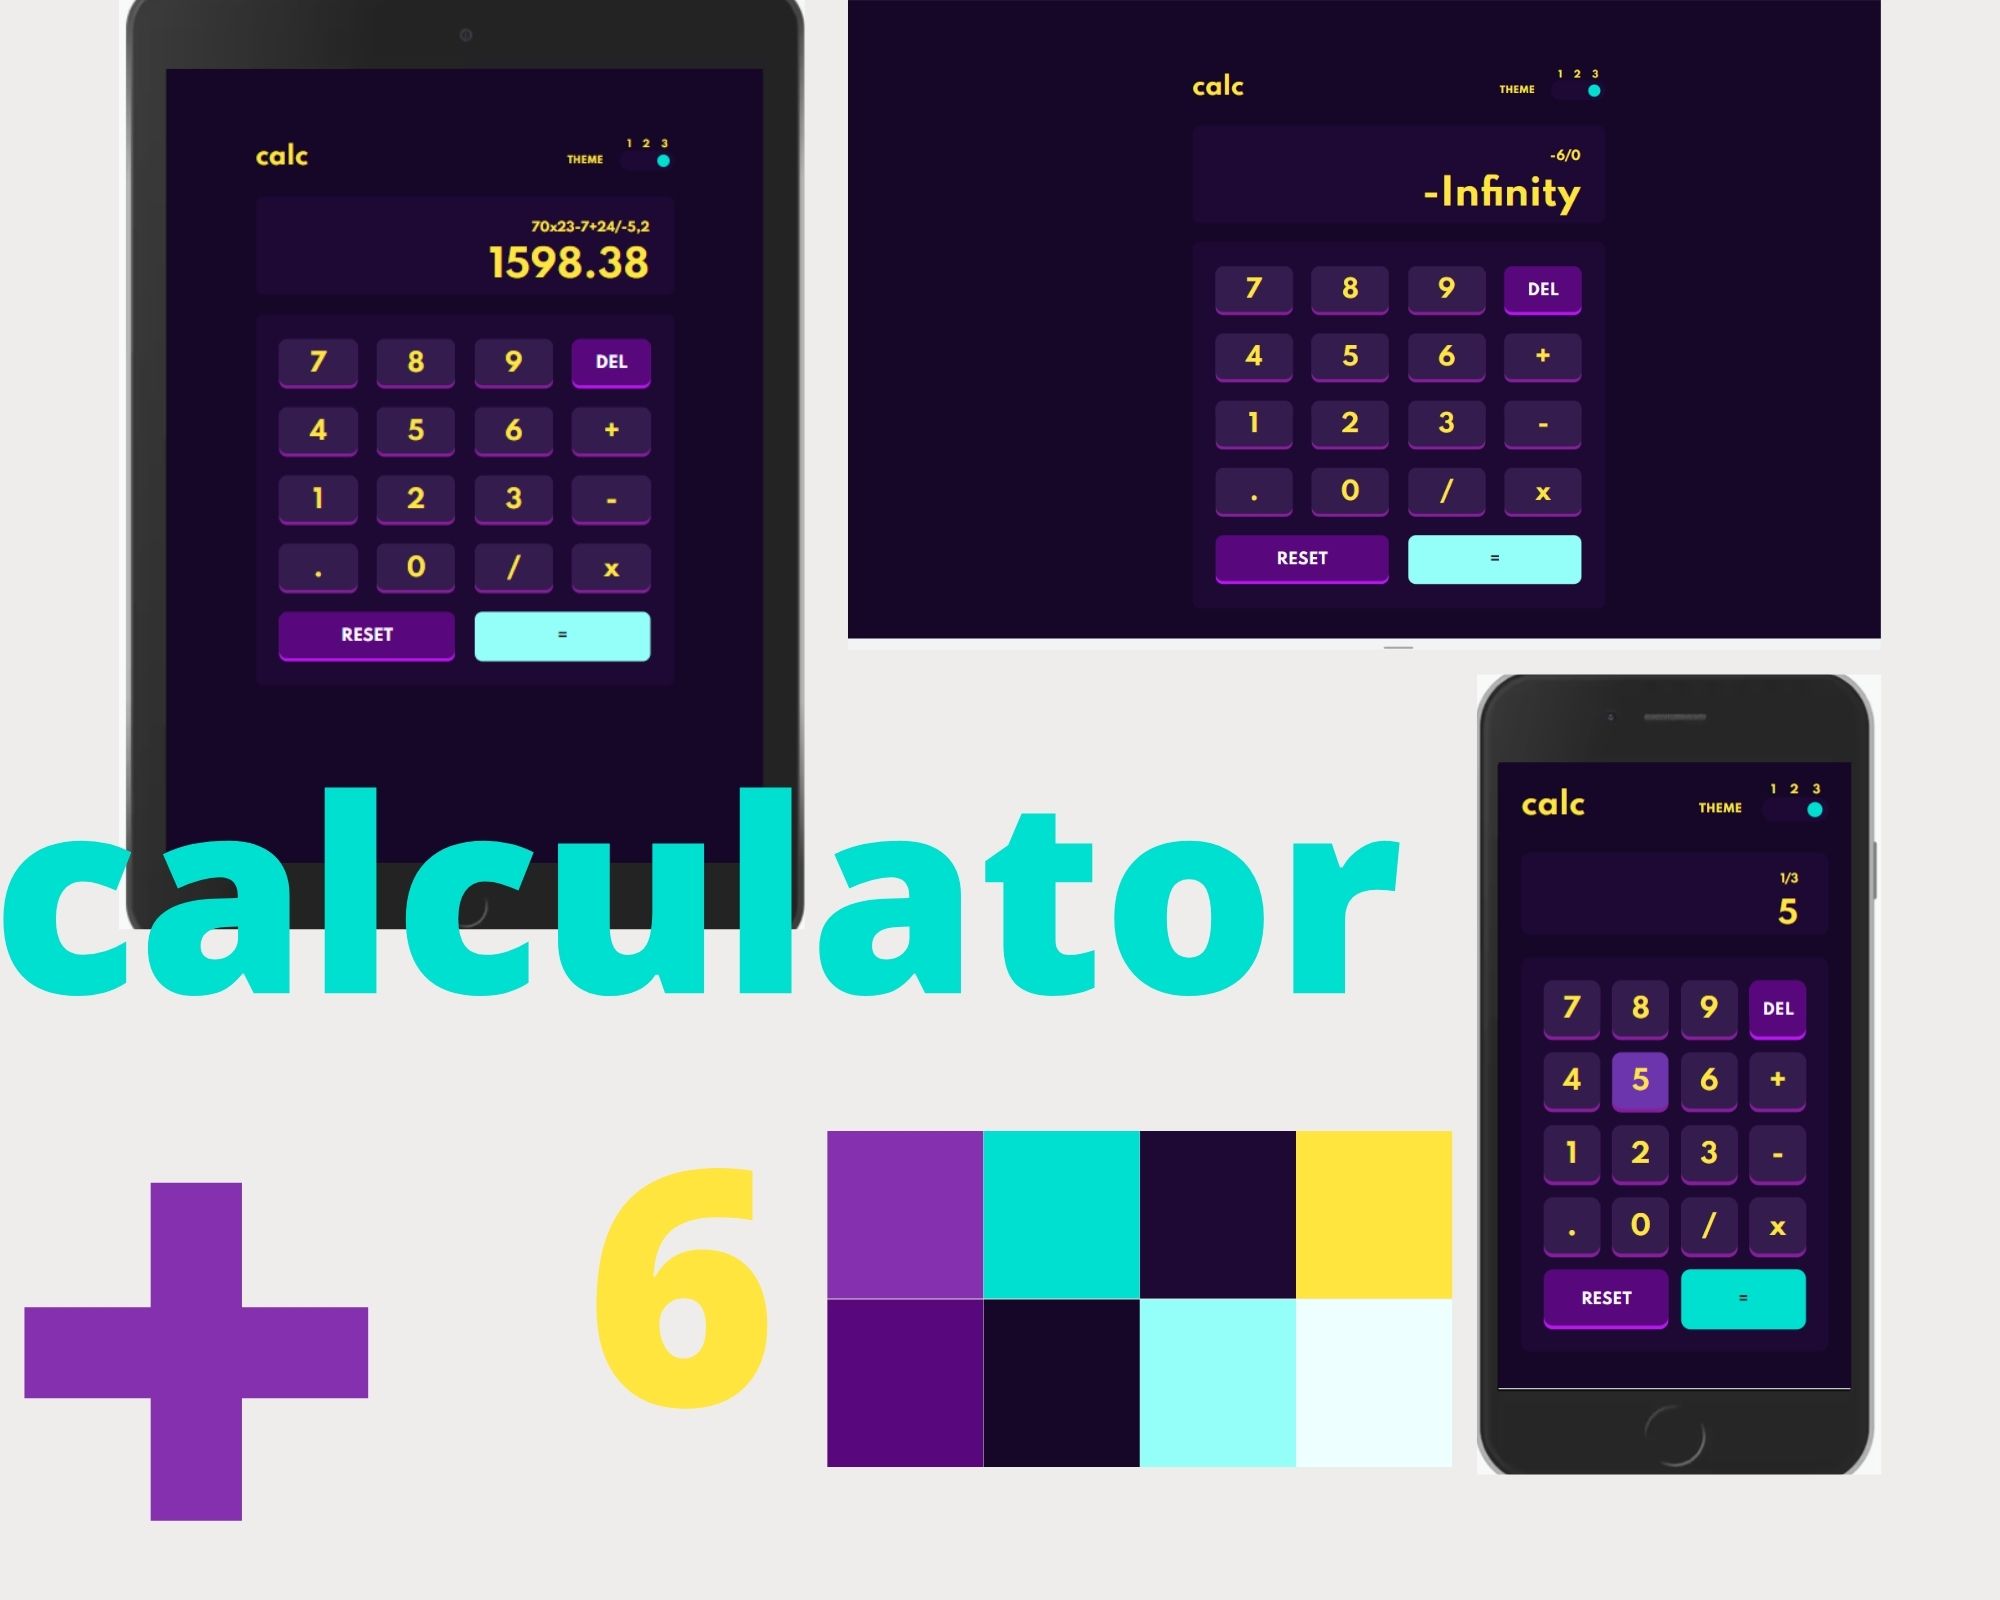 calc
1 2 3
THEME
70x23-7+24/-5,2
1598.38
7 8 9 DEL
4 5 6 +
1 2 3 -
. 0 / x
RESET =
calc
1 2 3
THEME
-6/0
-Infinity
7 8 9 DEL
4 5 6 +
1 2 3 -
. 0 / x
RESET =
calculator
+ 6
calc
1 2 3
THEME
1/3
5
7 8 9 DEL
4 5 6 +
1 2 3 -
. 0 / x
RESET =